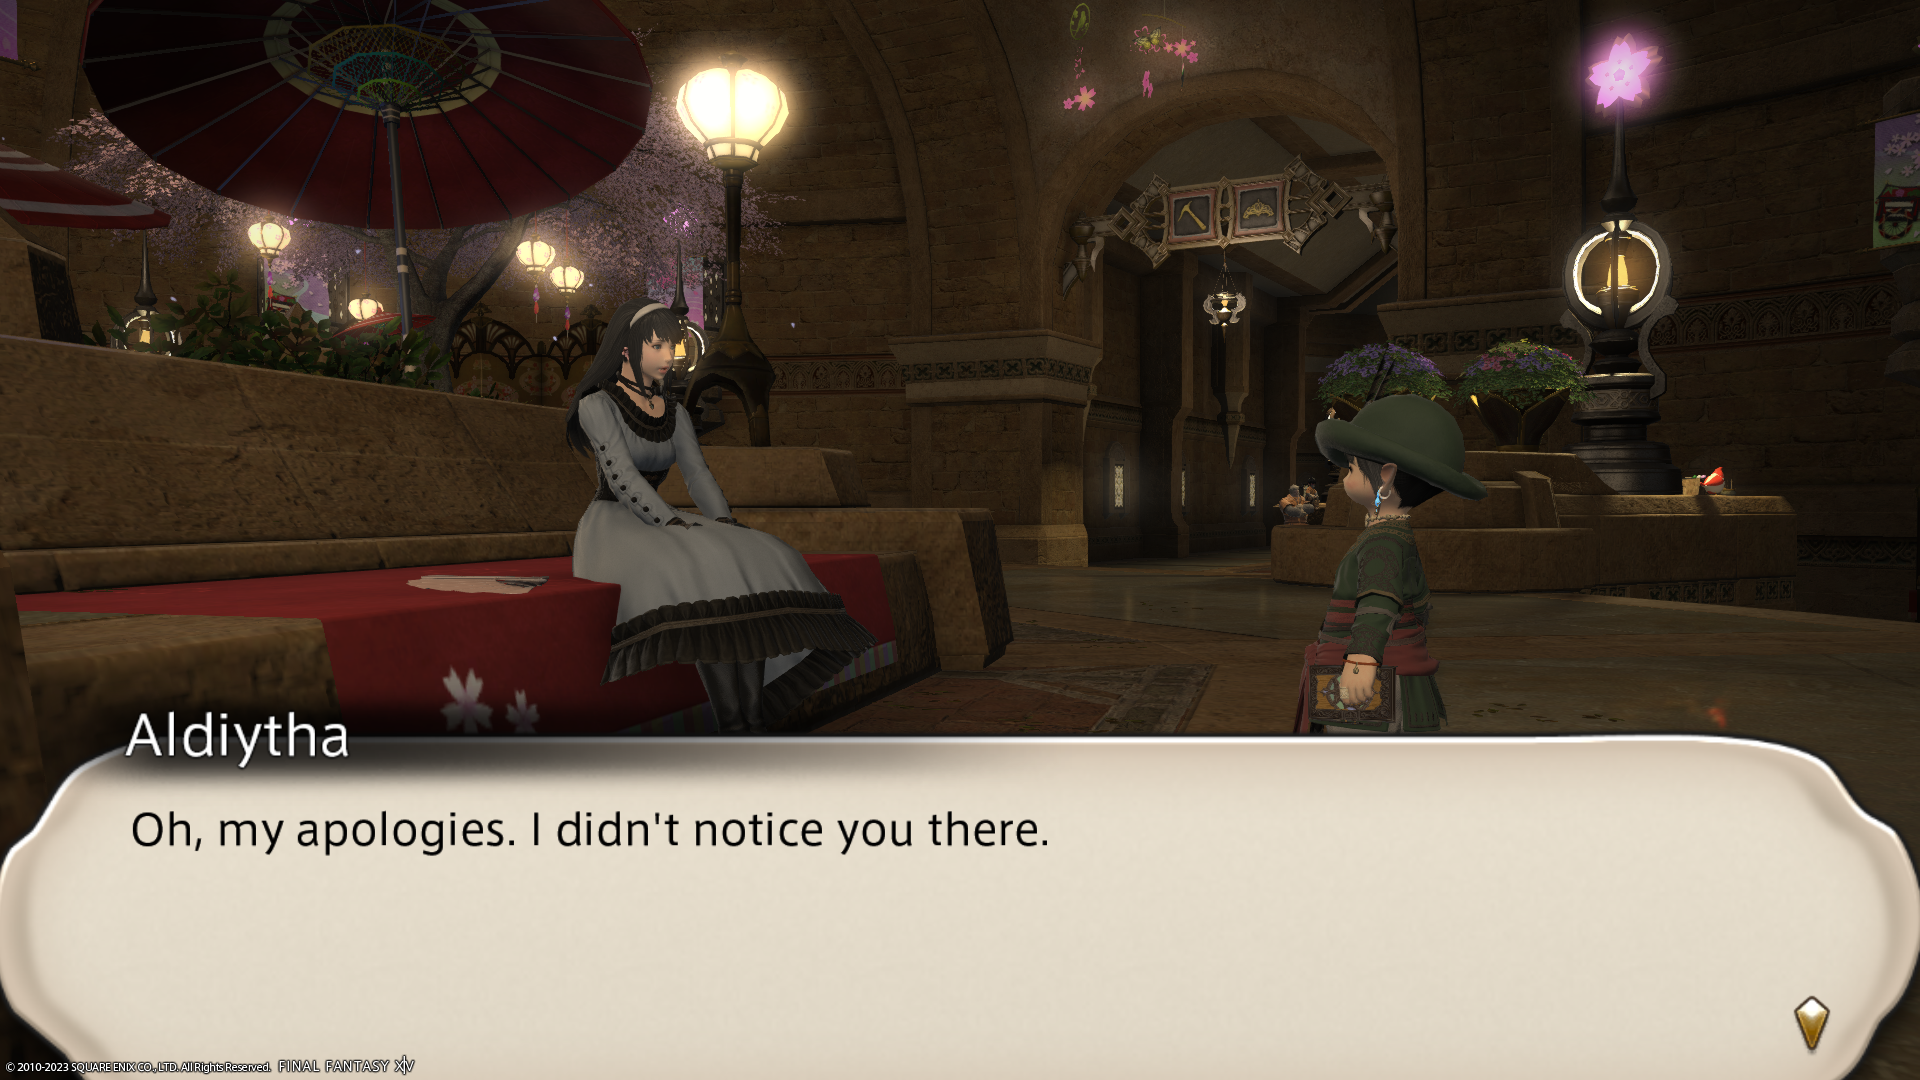 Aldiytha
Oh, my apologies. I didn't notice you there.
© 2010-2023 SQUARE ENIX CO., LTD. All Rights Reserved. FINAL FANTASY XIV